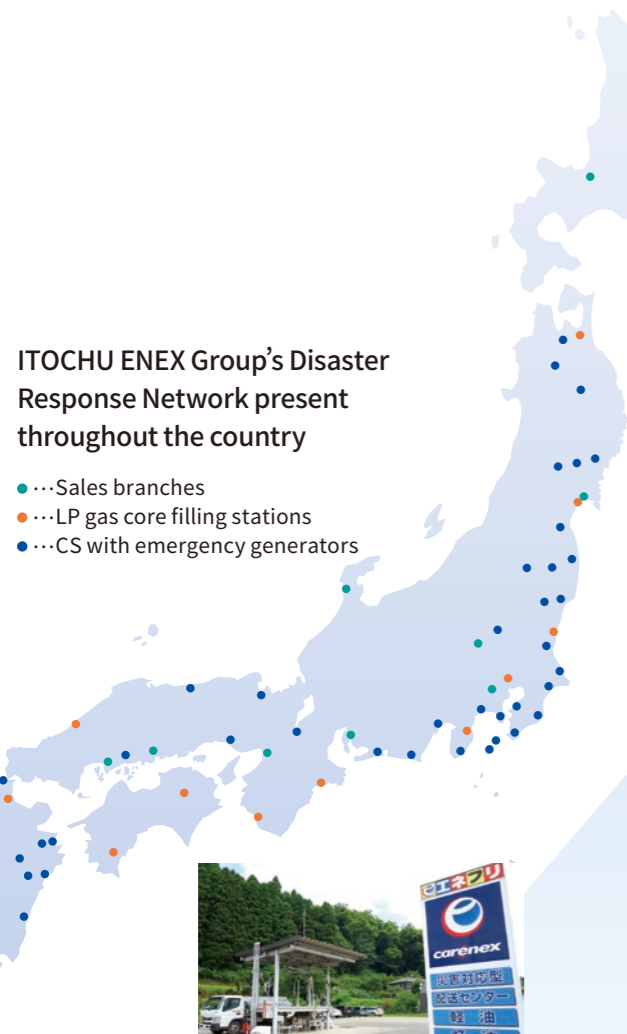 ITOCHU ENEX Group’s Disaster
Response Network present
throughout the country
●…Sales branches
●…LP gas core filling stations
●…CS with emergency generators
エネフリ
carenex
災害対応型
配送センター
軽 油